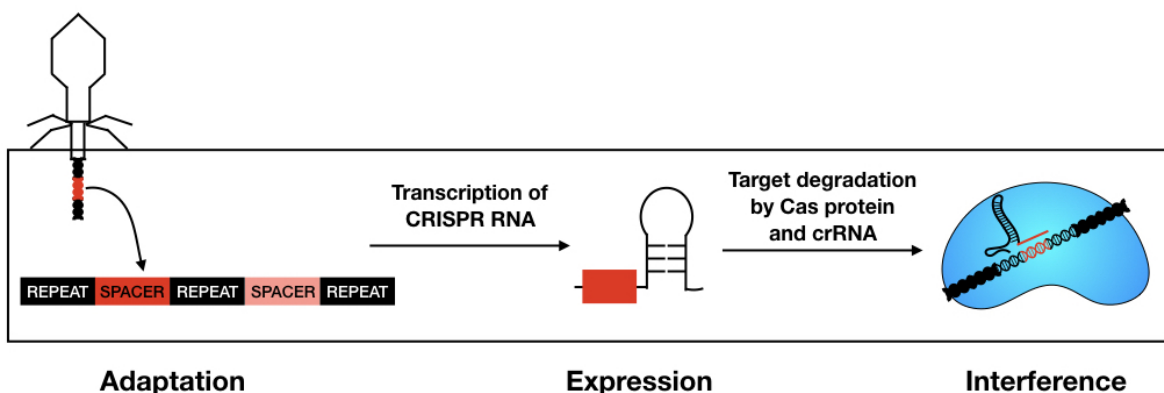 Transcription of
CRISPR RNA
Target degradation
by Cas protein
and crRNA
REPEAT SPACER REPEAT SPACER REPEAT
Adaptation
Expression
Interference